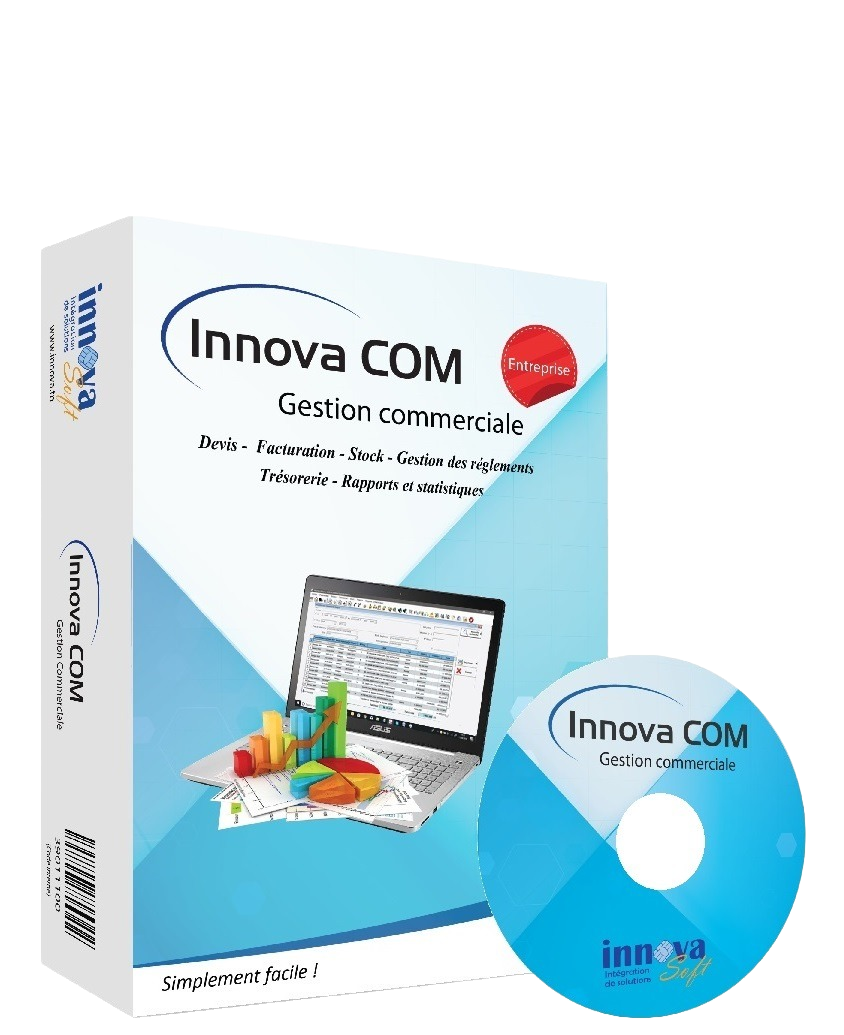 Innova COM
Entreprise
Gestion commerciale
Devis - Facturation - Stock - Gestion des réglements
Trésorerie - Rapports et statistiques
ASUS
Simplement facile !
innova
Soft
Intégration
de solutions
www.innova.tn
Innova COM
Gestion Commerciale
Innova COM
Gestion commerciale
innova
Soft
Intégration
de solutions